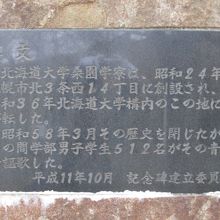 文
北海道大学桑園学寮は、昭和24年
幌市北3条西14丁目に創設され、
和36年北海道大学構内のこの地に
転した。
昭和58年3月その歴史を閉じたが
の間学部男子学生512名がその青
謳歌した。
平成11年10月 記念碑建立委員